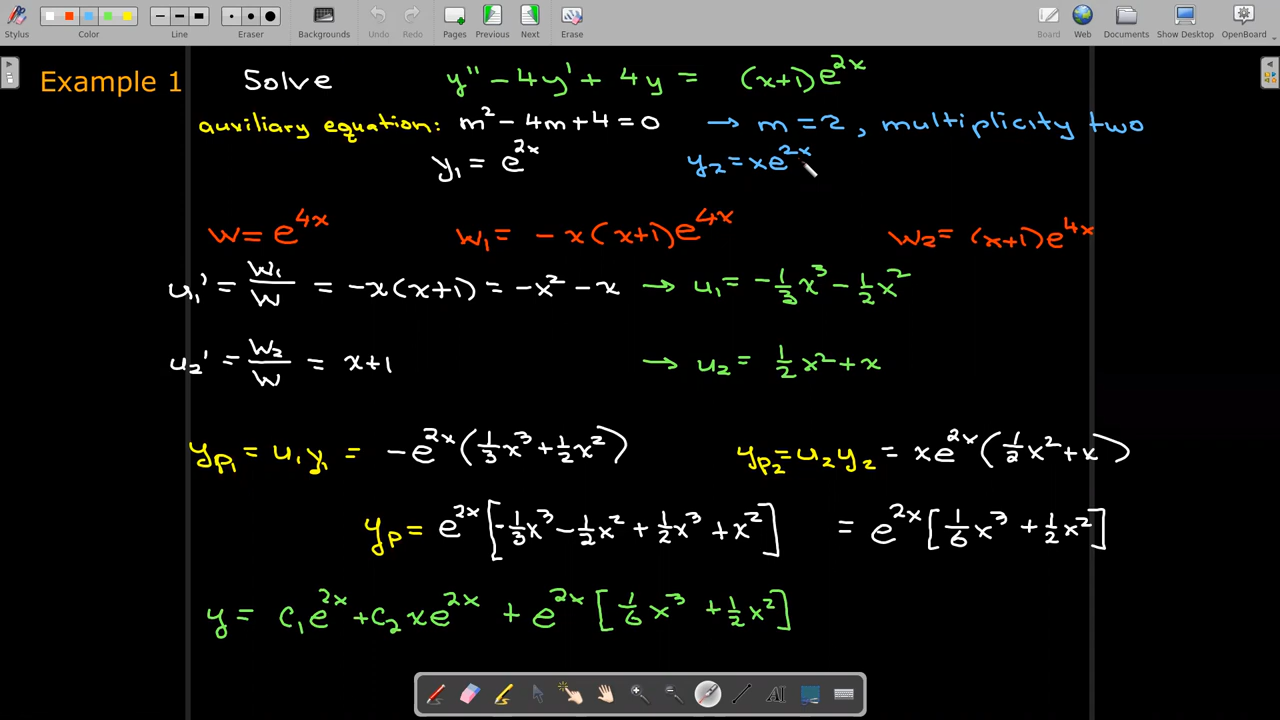 Stylus Color Line Eraser Backgrounds Undo Redo Pages Previous Next Erase Board Web Documents Show Desktop OpenBoard
Example 1 Solve y'' - 4y' + 4y = (x+1)e^{2x}
auxiliary equation: m² - 4m + 4 = 0 → m = 2, multiplicity two
y₁ = e^{2x} y₂ = xe^{2x}
W = e^{4x} W₁ = -x(x+1)e^{4x} W₂ = (x+1)e^{4x}
u₁' = W₁/W = -x(x+1) = -x² - x → u₁ = -1/3 x³ - 1/2 x²
u₂' = W₂/W = x+1 → u₂ = 1/2 x² + x
y_{p₁} = u₁y₁ = -e^{2x}(1/3 x³ + 1/2 x²) y_{p₂} = u₂y₂ = xe^{2x}(1/2 x² + x)
y_p = e^{2x}[-1/3 x³ - 1/2 x² + 1/2 x³ + x²] = e^{2x}[1/6 x³ + 1/2 x²]
y = c₁e^{2x} + c₂xe^{2x} + e^{2x}[1/6 x³ + 1/2 x²]
AI